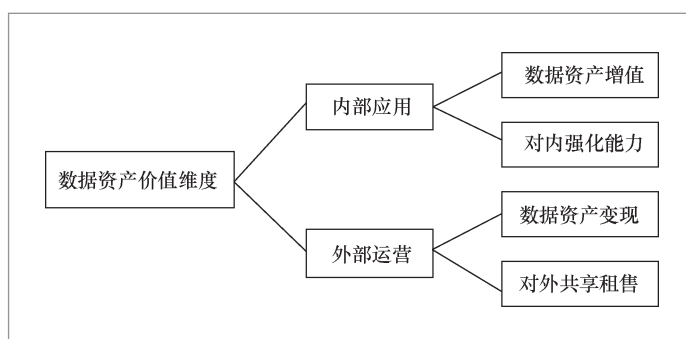 数据资产价值维度
内部应用
数据资产增值
对内强化能力
外部运营
数据资产变现
对外共享租售